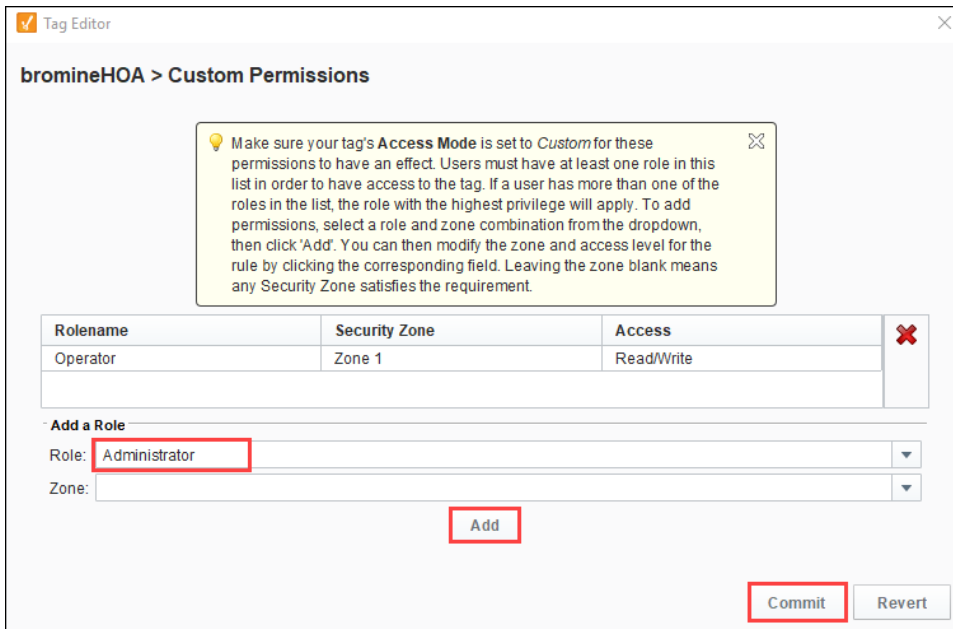 Tag Editor
bromineHOA > Custom Permissions
Make sure your tag's Access Mode is set to Custom for these
permissions to have an effect. Users must have at least one role in this
list in order to have access to the tag. If a user has more than one of the
roles in the list, the role with the highest privilege will apply. To add
permissions, select a role and zone combination from the dropdown,
then click 'Add'. You can then modify the zone and access level for the
rule by clicking the corresponding field. Leaving the zone blank means
any Security Zone satisfies the requirement.
Rolename Security Zone Access
Operator Zone 1 Read/Write
Add a Role
Role: Administrator
Zone:
Add
Commit Revert